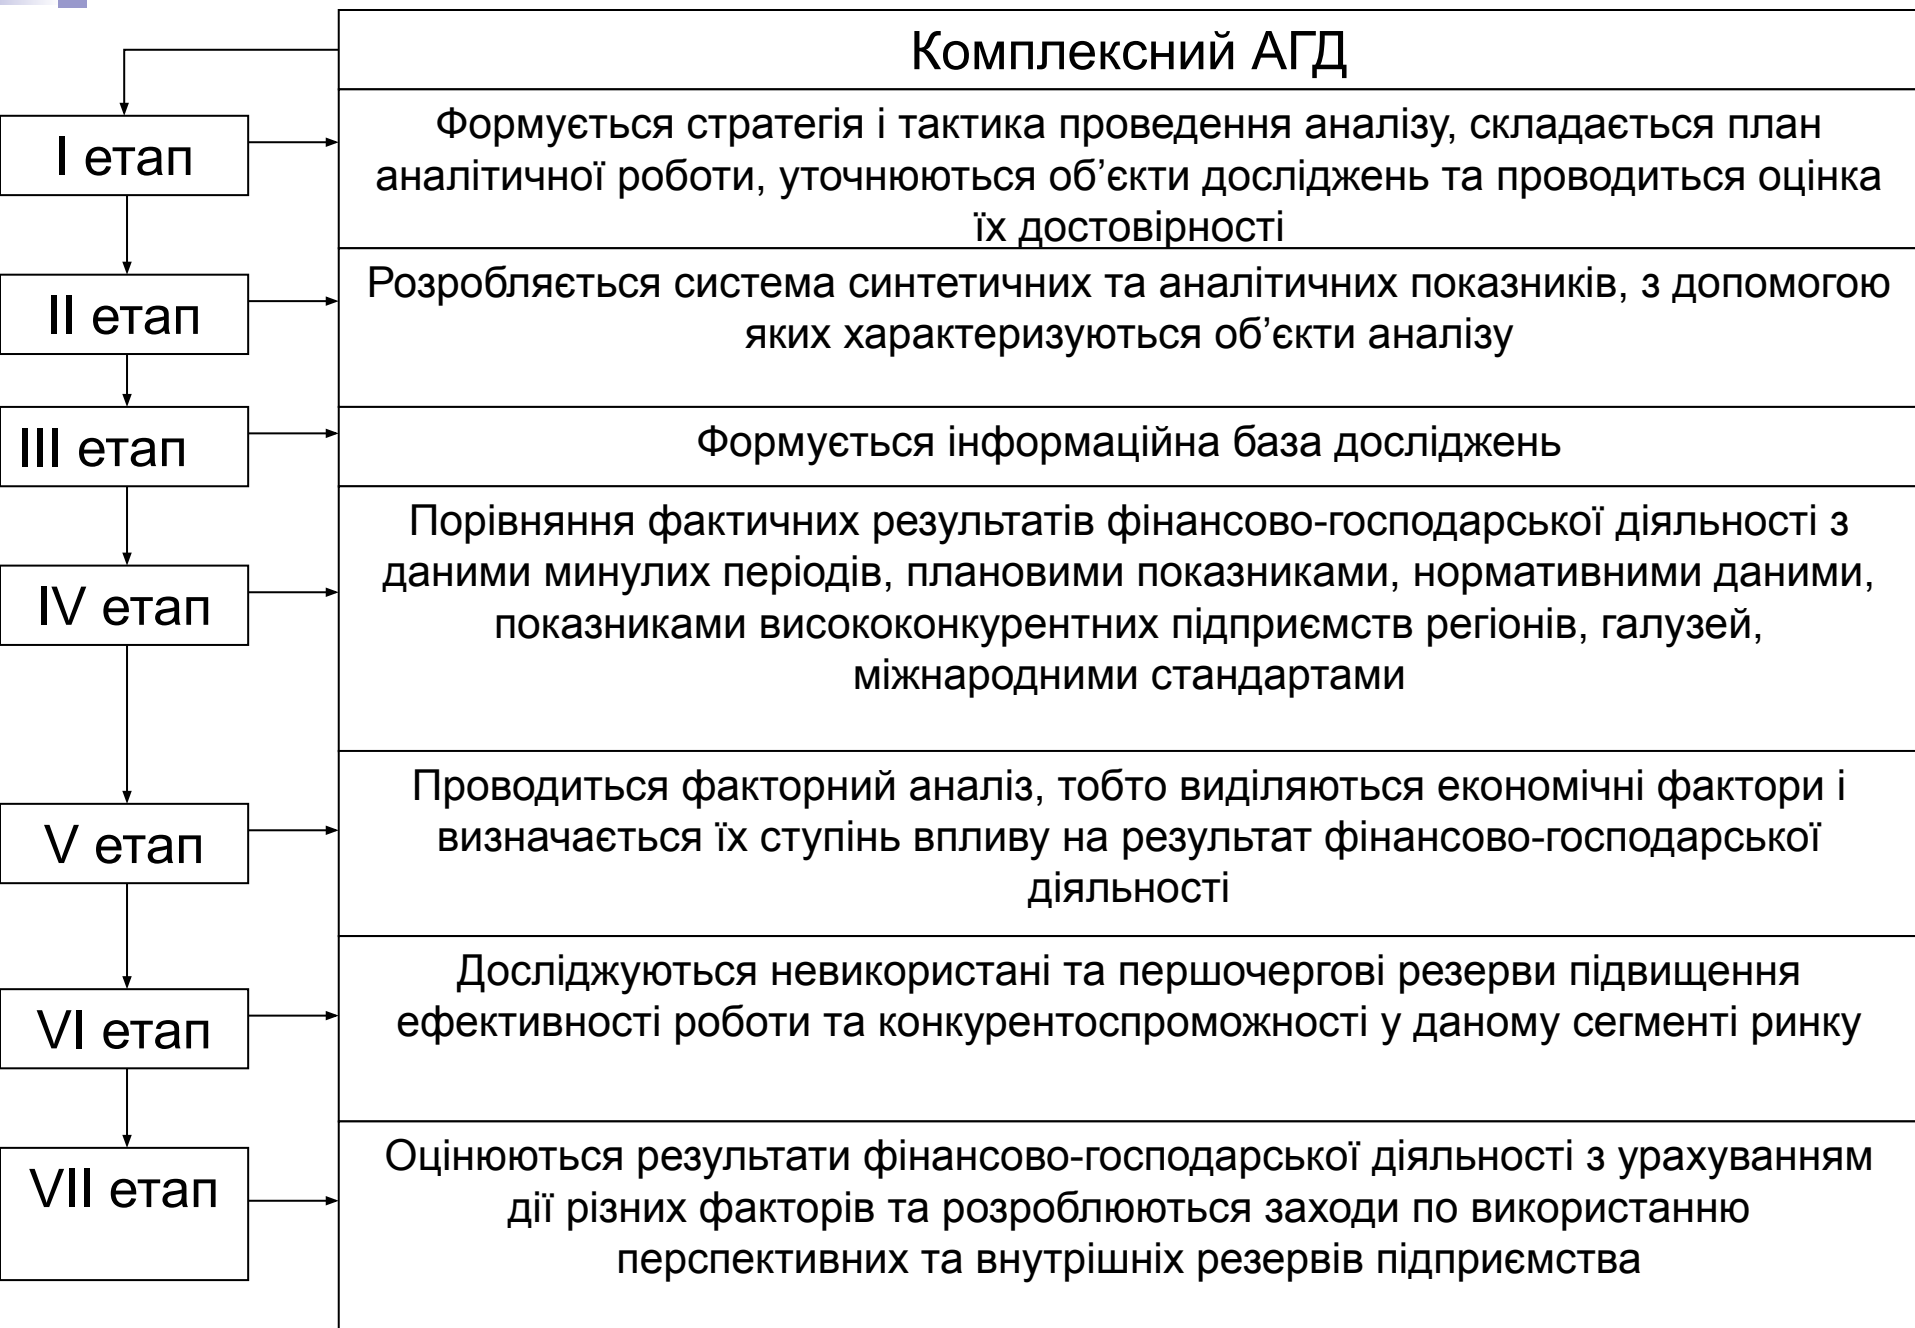 Комплексний АГД
І етап
Формується стратегія і тактика проведення аналізу, складається план
аналітичної роботи, уточнюються об’єкти досліджень та проводиться оцінка
їх достовірності
ІІ етап
Розробляється система синтетичних та аналітичних показників, з допомогою
яких характеризуються об’єкти аналізу
ІІІ етап
Формується інформаційна база досліджень
IV етап
Порівняння фактичних результатів фінансово-господарської діяльності з
даними минулих періодів, плановими показниками, нормативними даними,
показниками висококонкурентних підприємств регіонів, галузей,
міжнародними стандартами
V етап
Проводиться факторний аналіз, тобто виділяються економічні фактори і
визначається їх ступінь впливу на результат фінансово-господарської
діяльності
VI етап
Досліджуються невикористані та першочергові резерви підвищення
ефективності роботи та конкурентоспроможності у даному сегменті ринку
VII етап
Оцінюються результати фінансово-господарської діяльності з урахуванням
дії різних факторів та розроблюються заходи по використанню
перспективних та внутрішніх резервів підприємства